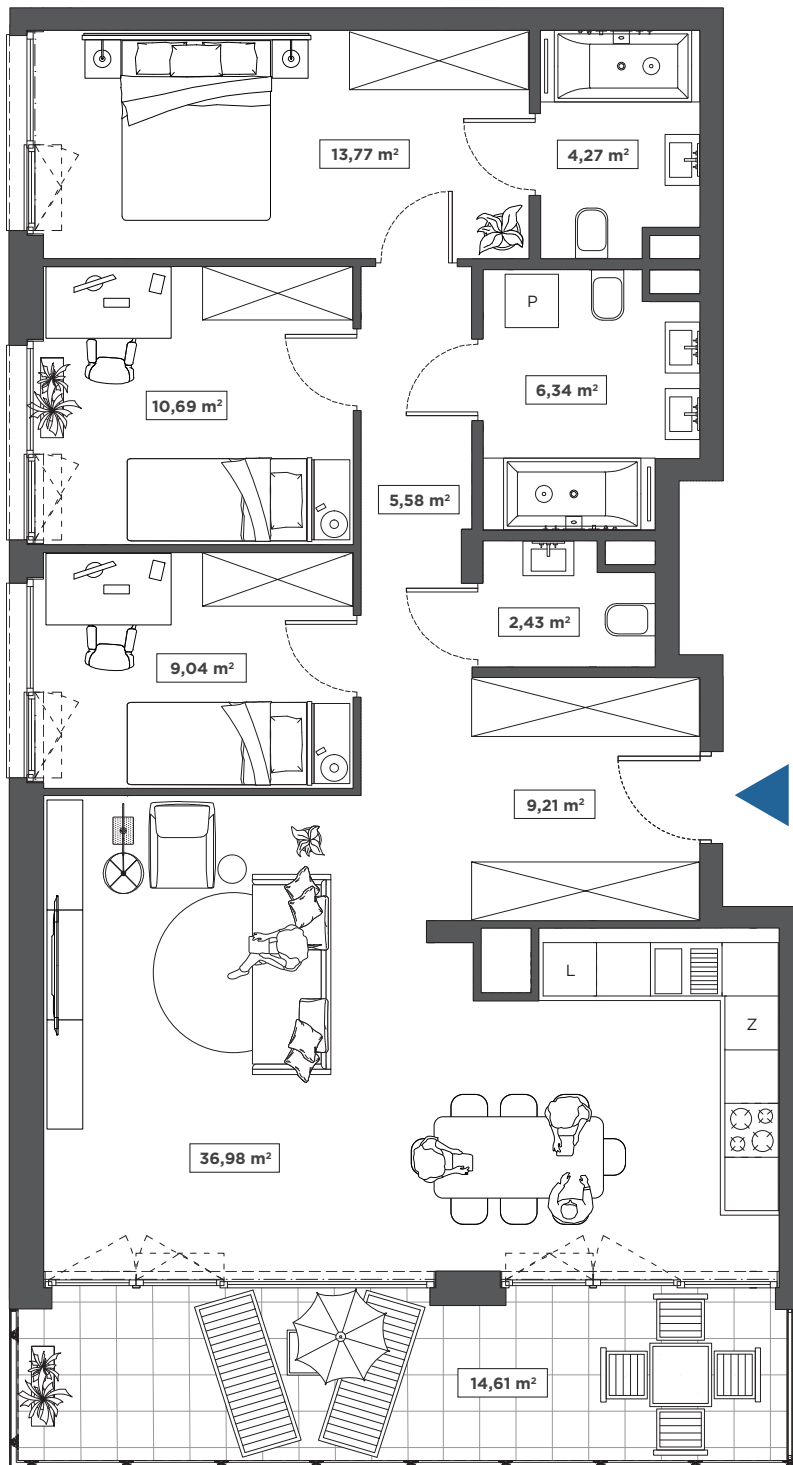 13,77 m²
4,27 m²
P
6,34 m²
10,69 m²
5,58 m²
2,43 m²
9,04 m²
9,21 m²
L
Z
36,98 m²
14,61 m²